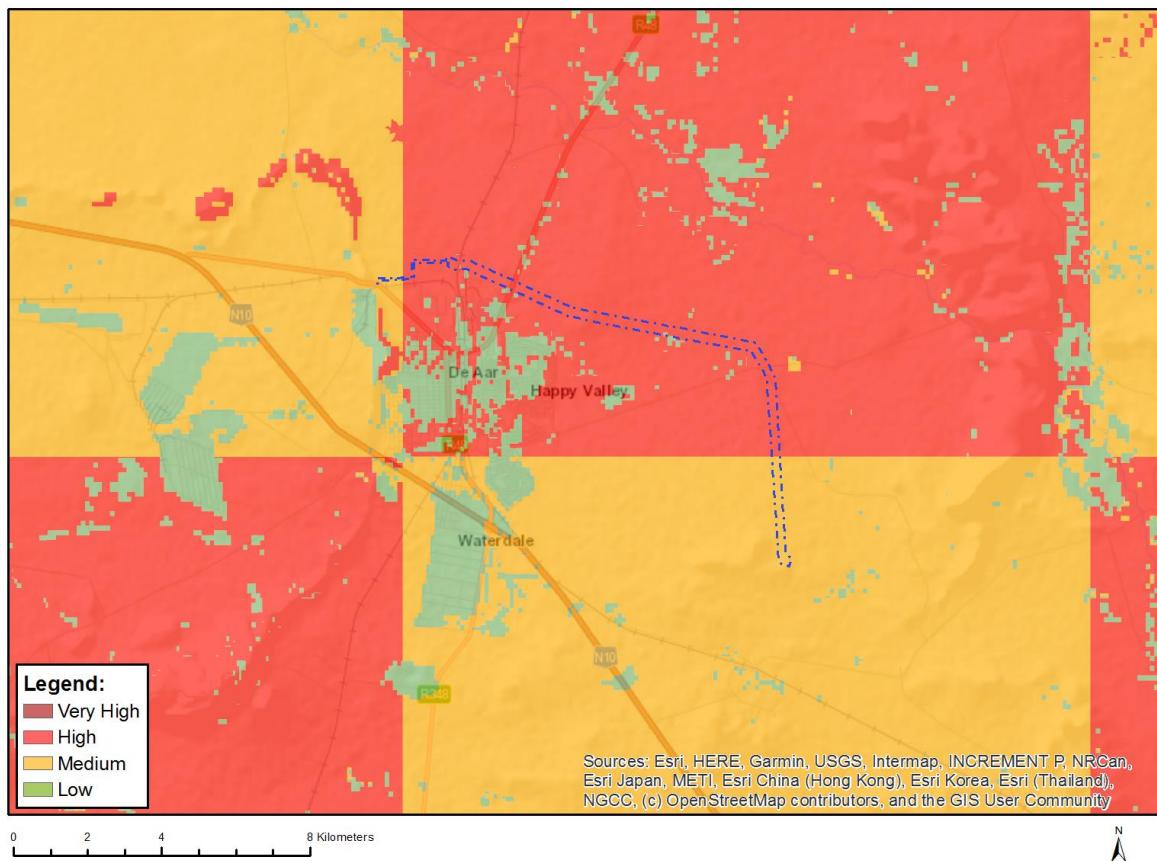 R48
N10
De Aar
Happy Valley
Waterdale
N10
R348
Legend:
Very High
High
Medium
Low
Sources: Esri, HERE, Garmin, USGS, Intermap, INCREMENT P, NRCan,
Esri Japan, METI, Esri China (Hong Kong), Esri Korea, Esri (Thailand),
NGCC, (c) OpenStreetMap contributors, and the GIS User Community
0 2 4 8 Kilometers
N